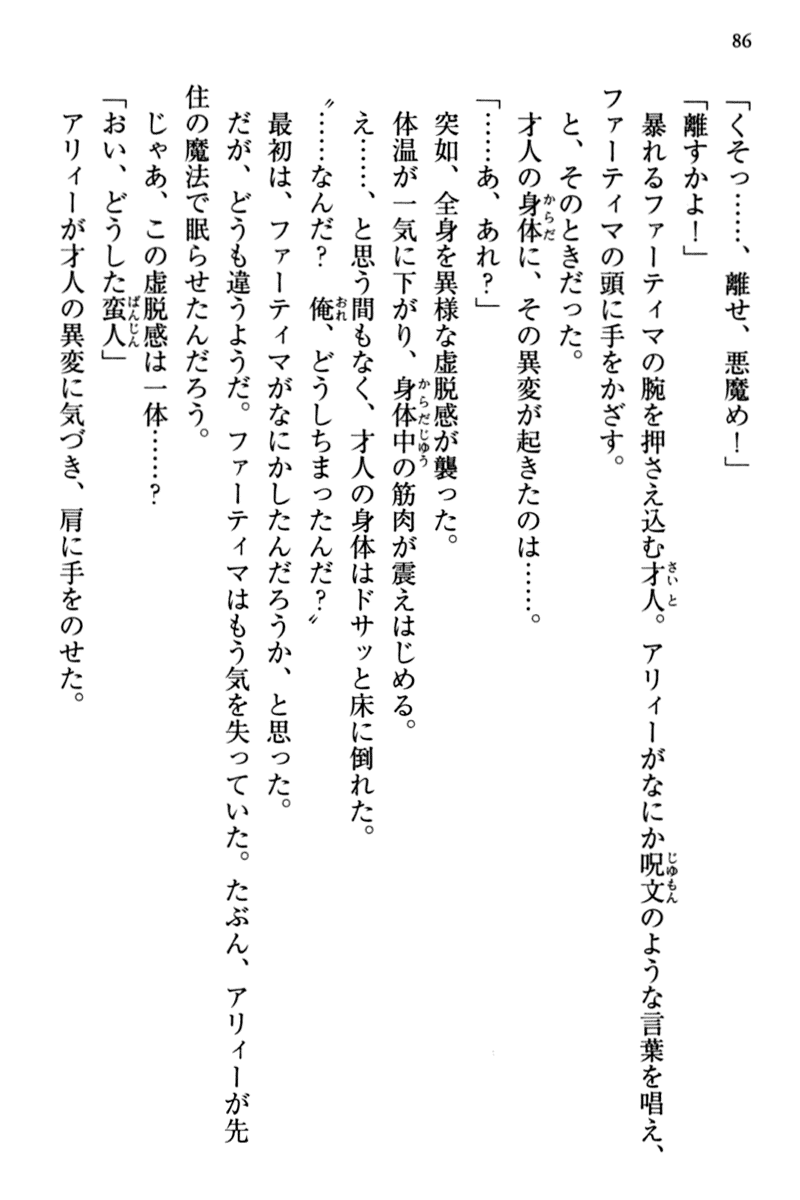 86
「くそっ……、離せ、悪魔め！」
「離すかよ！」
暴れるファーティマの腕を押さえ込む才人。アリィーがなにか呪文のような言葉を唱え、
ファーティマの頭に手をかざす。
と、そのときだった。
才人の身体に、その異変が起きたのは……。
「……あ、あれ？」
突如、全身を異様な虚脱感が襲った。
体温が一気に下がり、身体中の筋肉が震えはじめる。
え……、と思う間もなく、才人の身体はドサッと床に倒れた。
〝……なんだ？　俺、どうしちまったんだ？〟
最初は、ファーティマがなにかしたんだろうか、と思った。
だが、どうも違うようだ。ファーティマはもう気を失っていた。たぶん、アリィーが先
住の魔法で眠らせたんだろう。
じゃあ、この虚脱感は一体……？
「おい、どうした蛮人」
アリィーが才人の異変に気づき、肩に手をのせた。